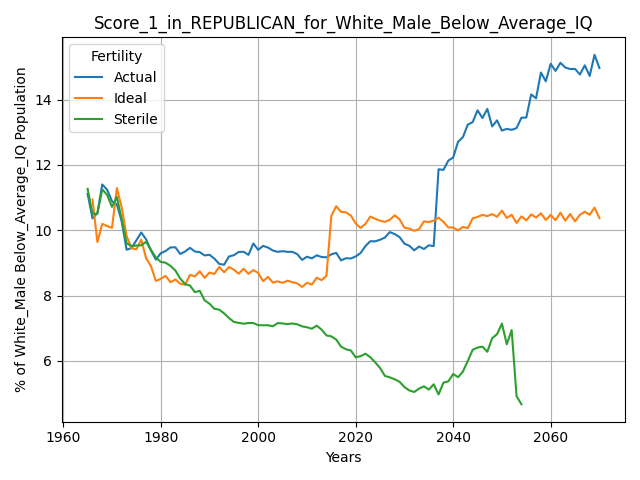 Score_1_in_REPUBLICAN_for_White_Male_Below_Average_IQ
Fertility
Actual
Ideal
Sterile
% of White_Male Below_Average_IQ Population
14
12
10
8
6
1960
1980
2000
2020
2040
2060
Years